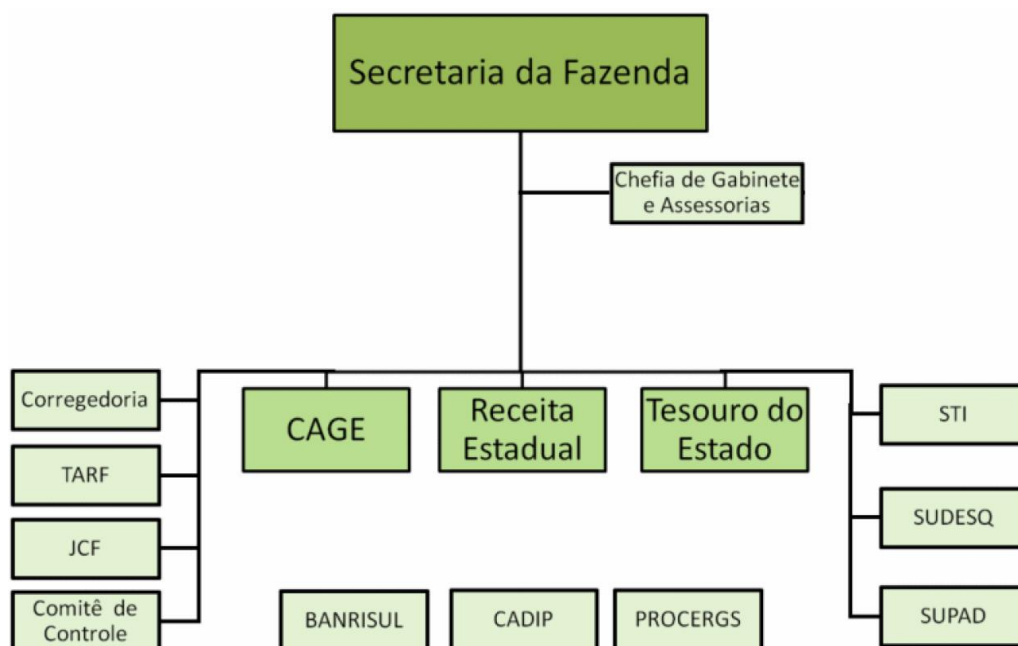 Secretaria da Fazenda
Chefia de Gabinete
e Assessorias
Corregedoria
TARF
JCF
Comitê de
Controle
CAGE
Receita
Estadual
Tesouro do
Estado
STI
SUDESQ
SUPAD
BANRISUL
CADIP
PROCERGS